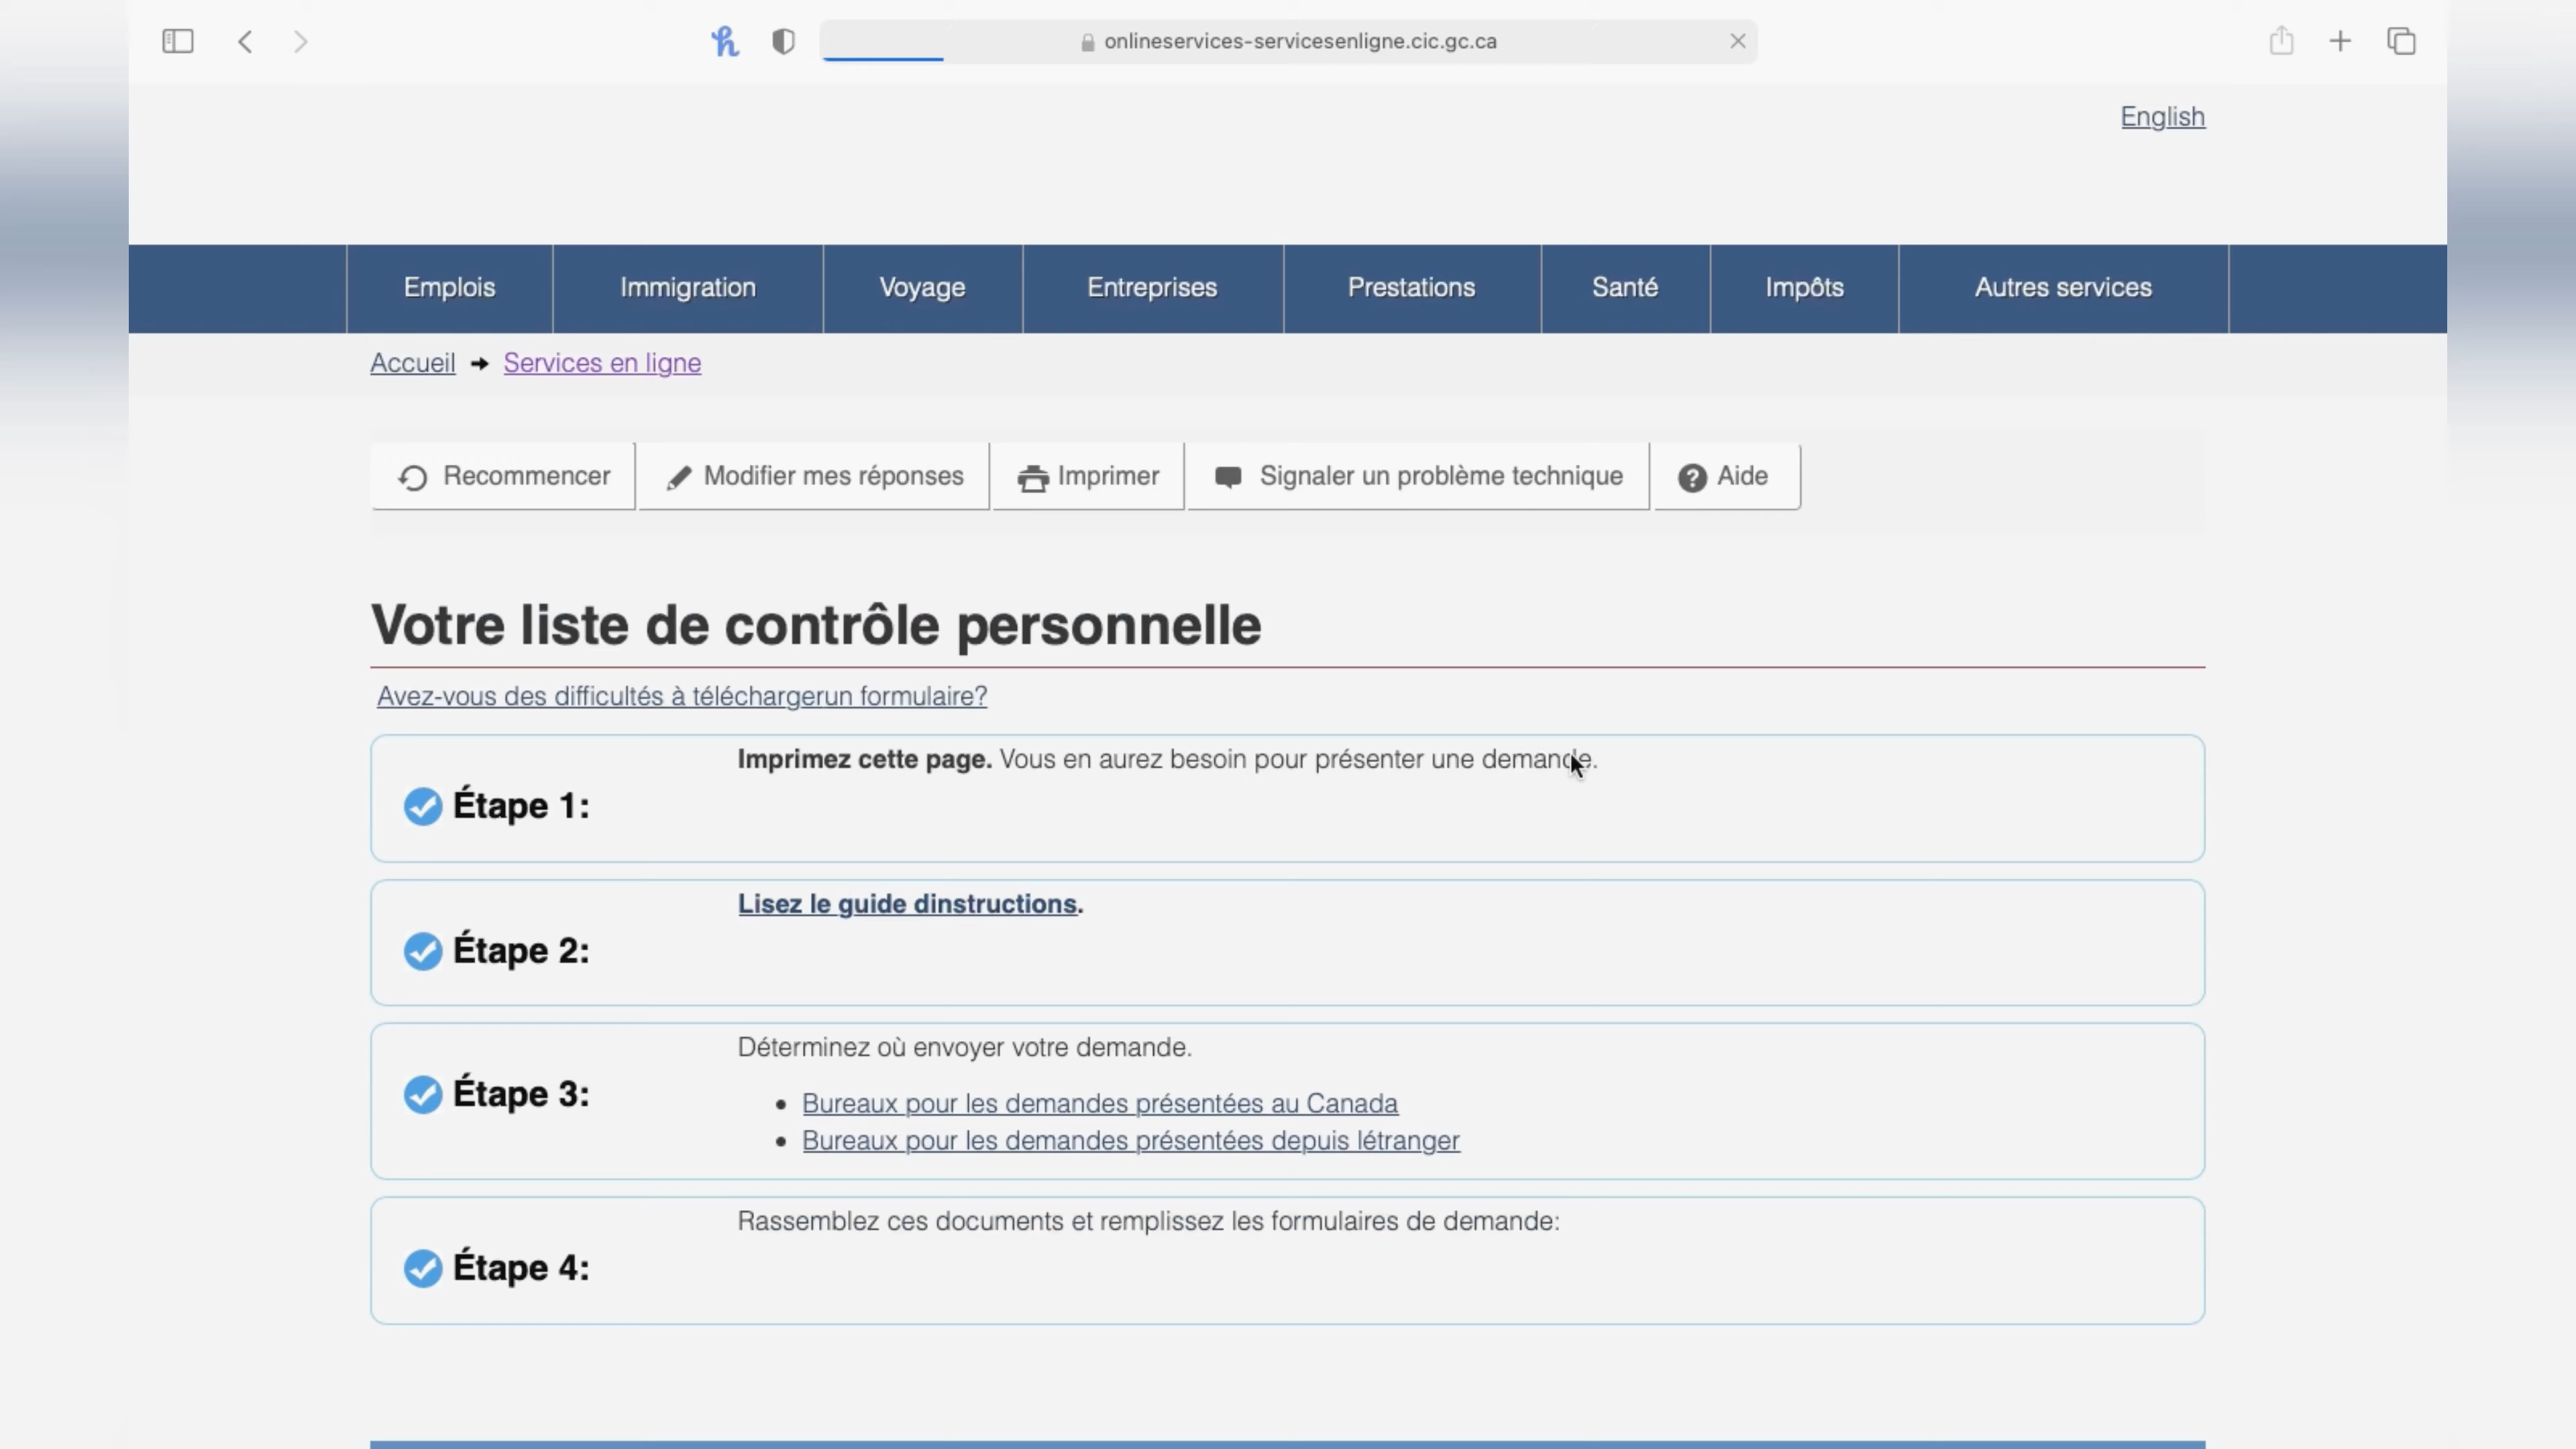 onlineservices-servicesenligne.cic.gc.ca
English
Emplois Immigration Voyage Entreprises Prestations Santé Impôts Autres services
Accueil ➜ Services en ligne
Recommencer Modifier mes réponses Imprimer Signaler un problème technique ? Aide
Votre liste de contrôle personnelle
Avez-vous des difficultés à téléchargerun formulaire?
Imprimez cette page. Vous en aurez besoin pour présenter une demande.
Étape 1:
Lisez le guide dinstructions.
Étape 2:
Déterminez où envoyer votre demande.
Étape 3:
• Bureaux pour les demandes présentées au Canada
• Bureaux pour les demandes présentées depuis létranger
Rassemblez ces documents et remplissez les formulaires de demande:
Étape 4: